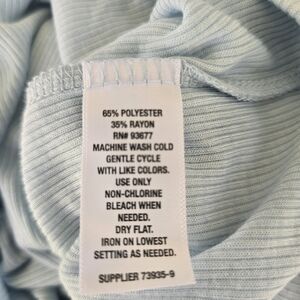 65% POLYESTER
35% RAYON
RN# 93677
MACHINE WASH COLD
GENTLE CYCLE
WITH LIKE COLORS.
USE ONLY
NON-CHLORINE
BLEACH WHEN
NEEDED.
DRY FLAT.
IRON ON LOWEST
SETTING AS NEEDED.
SUPPLIER 73935-9